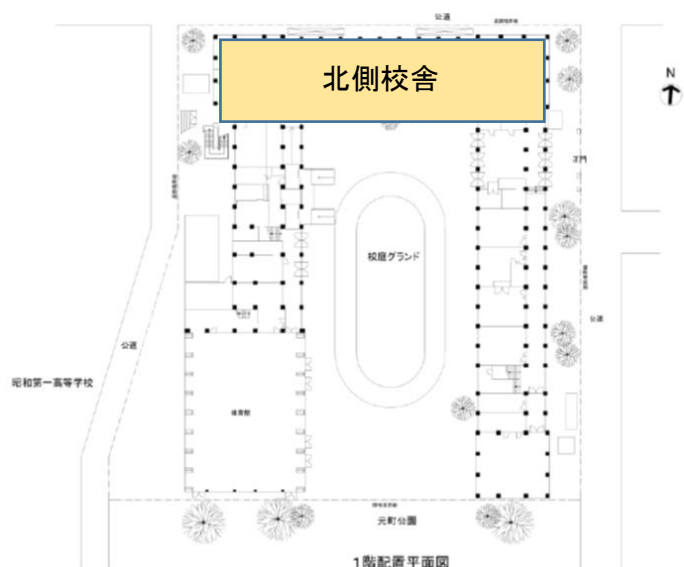 公道
北側校舎
N
正門
校庭グランド
公道
公道
昭和第一高等学校
体育館
元町公園
1階配置平面図